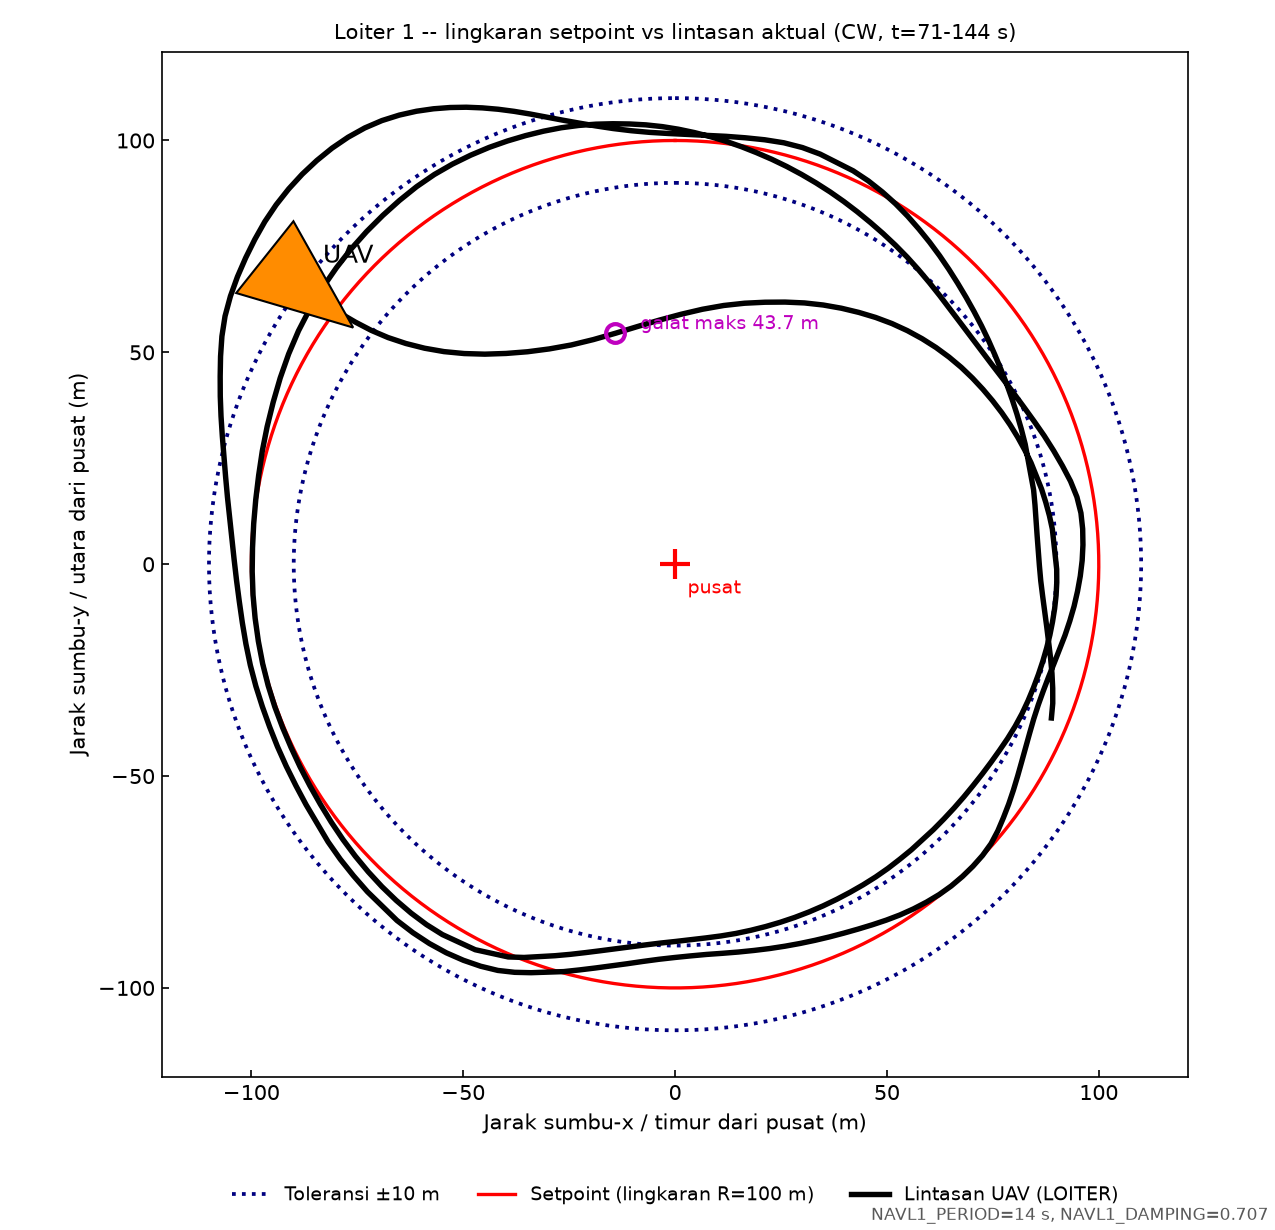 Loiter 1 -- lingkaran setpoint vs lintasan aktual (CW, t=71-144 s)
Jarak sumbu-y / utara dari pusat (m)
100
50
0
−50
−100
UAV
galat maks 43.7 m
pusat
−100
−50
0
50
100
Jarak sumbu-x / timur dari pusat (m)
Toleransi ±10 m
Setpoint (lingkaran R=100 m)
Lintasan UAV (LOITER)
NAVL1_PERIOD=14 s, NAVL1_DAMPING=0.707